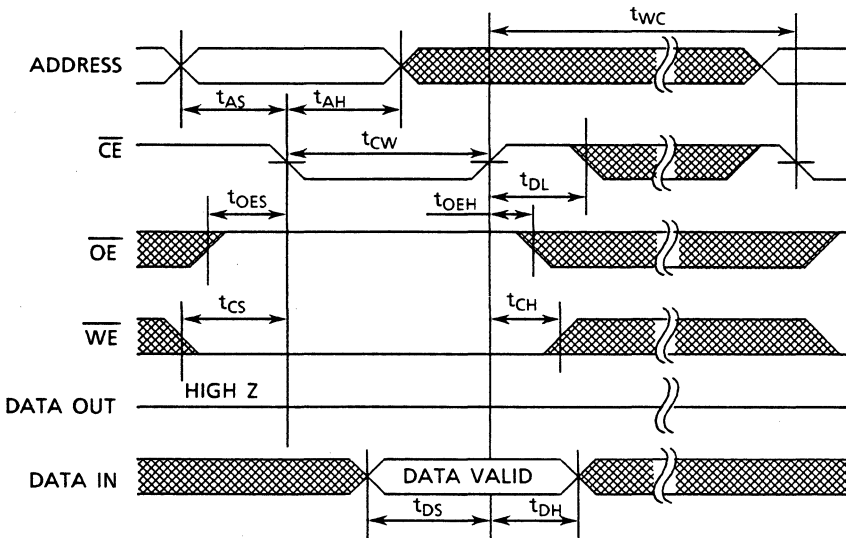 tWC
ADDRESS
tAS tAH
CE
tCW
tDL
tOES tOEH
OE
tCS tCH
WE
HIGH Z
DATA OUT
DATA IN DATA VALID
tDS tDH